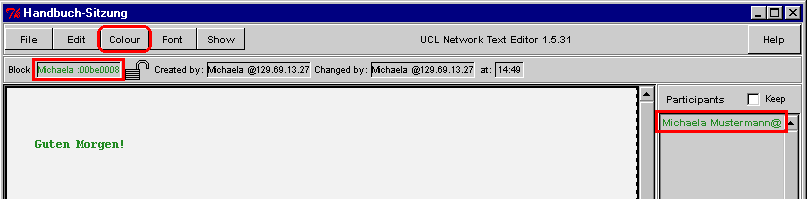 Handbuch-Sitzung
File Edit Colour Font Show UCL Network Text Editor 1.5.31 Help
Block Michaela :00be0008 Created by: Michaela @129.69.13.27 Changed by: Michaela @129.69.13.27 at: 14:49
Participants Keep
Michaela Mustermann@
Guten Morgen!